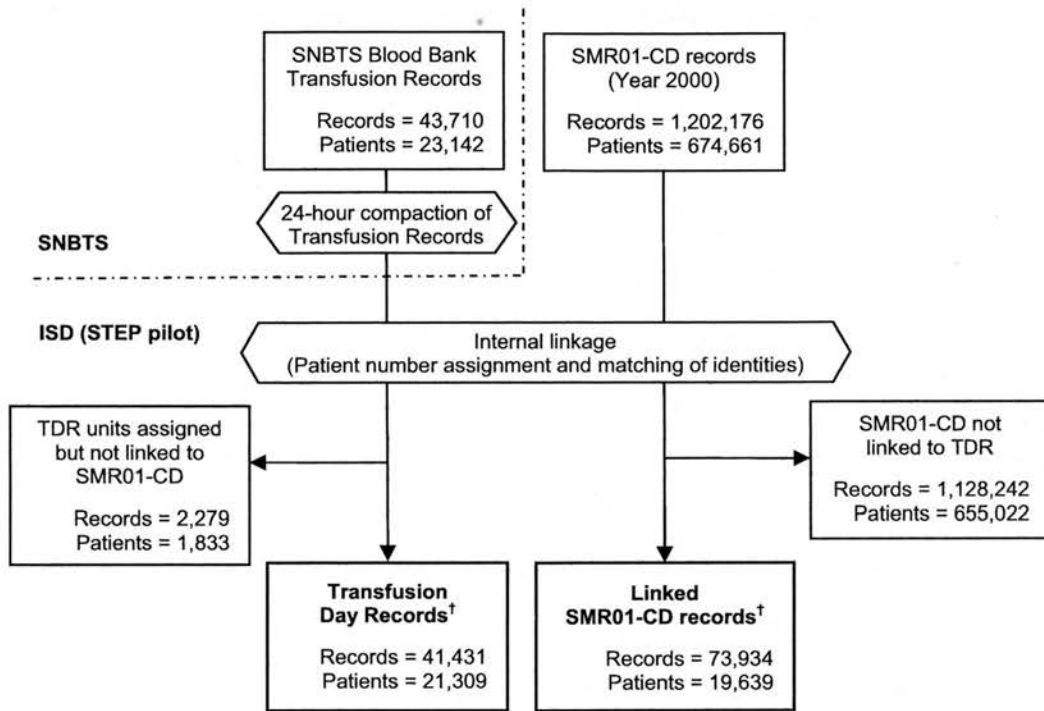 SNBTS Blood Bank
Transfusion Records
Records = 43,710
Patients = 23,142
SMR01-CD records
(Year 2000)
Records = 1,202,176
Patients = 674,661
24-hour compaction of
Transfusion Records
SNBTS
ISD (STEP pilot)
Internal linkage
(Patient number assignment and matching of identities)
TDR units assigned
but not linked to
SMR01-CD
Records = 2,279
Patients = 1,833
SMR01-CD not
linked to TDR
Records = 1,128,242
Patients = 655,022
Transfusion
Day Records†
Records = 41,431
Patients = 21,309
Linked
SMR01-CD records†
Records = 73,934
Patients = 19,639